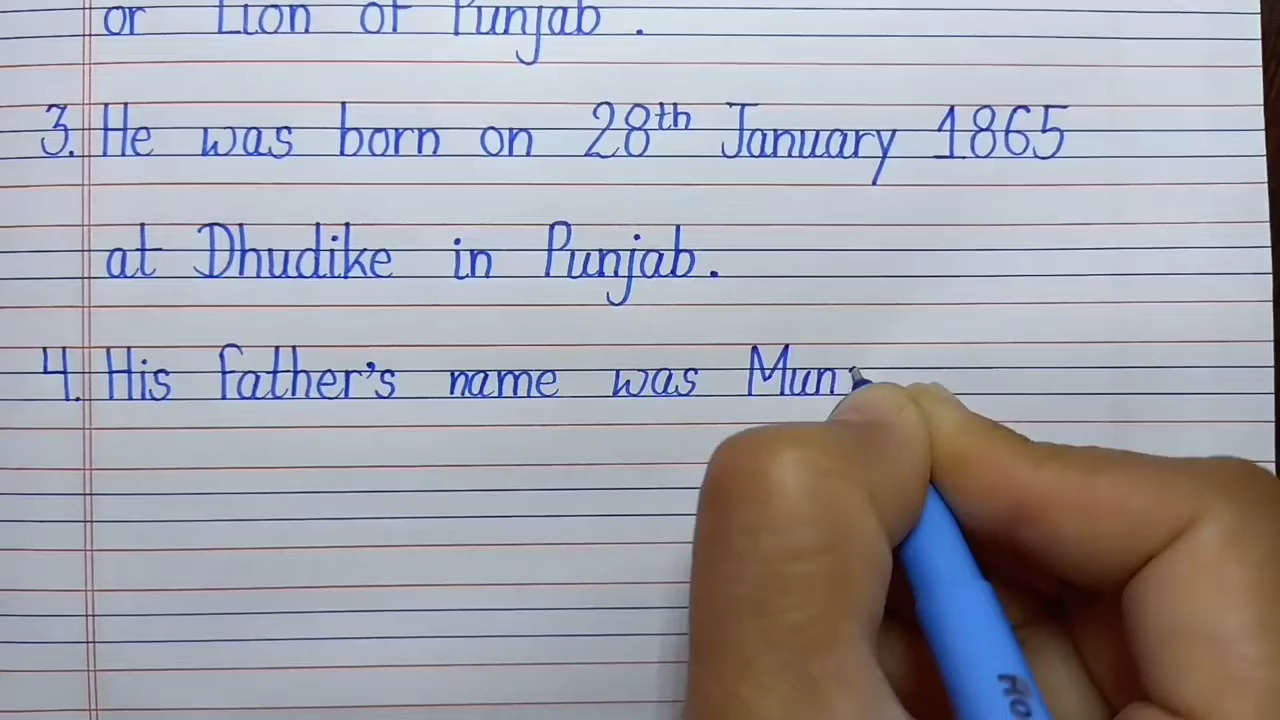 or Lion of Punjab.
3. He was born on 28th January 1865
at Dhudike in Punjab.
4. His father's name was Mun